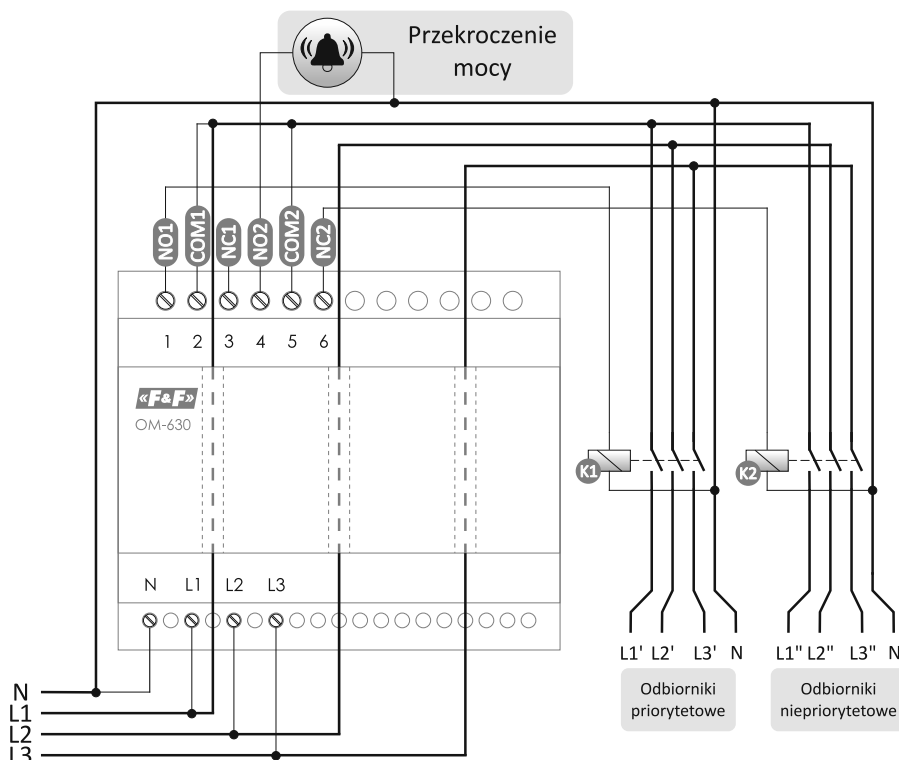 Przekroczenie
mocy
NO1 COM1 NC1 NO2 COM2 NC2
1 2 3 4 5 6
«F&F»
OM-630
K1 K2
N L1 L2 L3
L1' L2' L3' N L1" L2" L3" N
Odbiorniki
priorytetowe
Odbiorniki
niepriorytetowe
N
L1
L2
L3